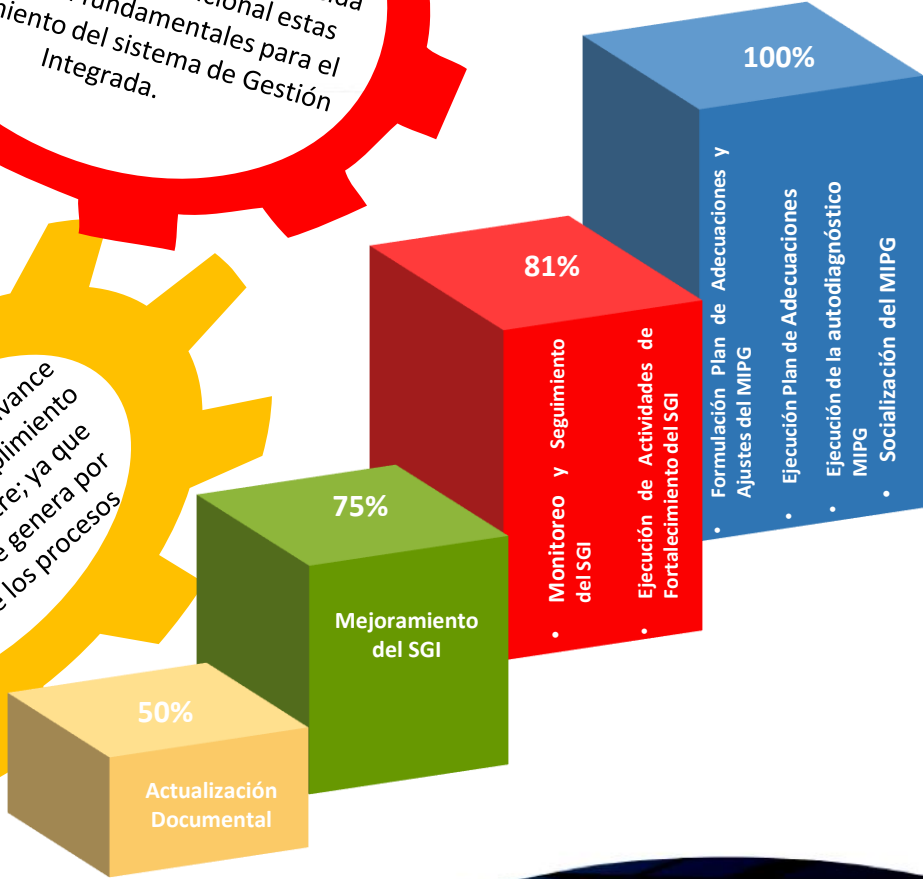 fundamentales para el
miento del sistema de Gestión
Integrada.
cional estas
100%
• Formulación Plan de Adecuaciones y
Ajustes del MIPG
• Ejecución Plan de Adecuaciones
• Ejecución de la autodiagnóstico
MIPG
• Socialización del MIPG
81%
• Monitoreo y Seguimiento
del SGI
• Ejecución de Actividades de
Fortalecimiento del SGI
vance
plimiento
re; ya que
e genera por
los procesos
75%
Mejoramiento
del SGI
50%
Actualización
Documental